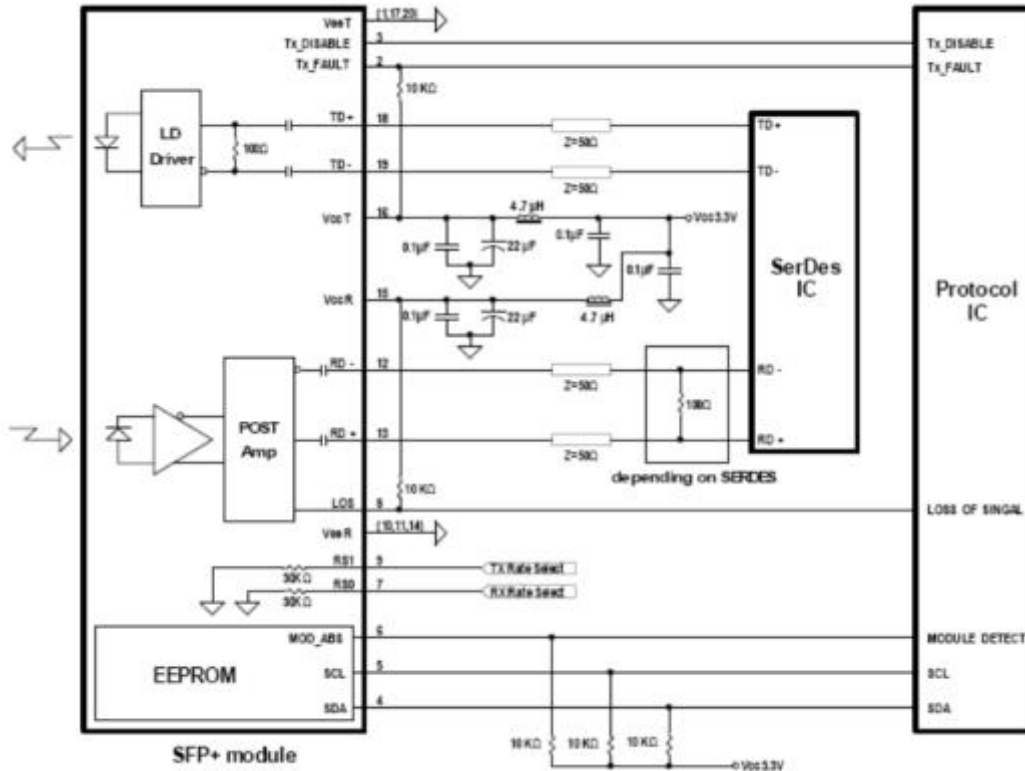 VeeT (1,17,20)
Tx_DISABLE 3 Tx_DISABLE
Tx_FAULT 2 Tx_FAULT
10 KΩ
LD
Driver
100Ω
TD+ 18 Z=50Ω TD+
TD- 19 Z=50Ω TD-
VccT 16 4.7 µH Vcc3.3V
0.1µF 22 µF 0.1µF 0.1µF
SerDes
IC
Protocol
IC
VccR 15
0.1µF 22 µF 4.7 µH
RD - 12 Z=50Ω RD -
100Ω
POST
Amp
RD + 13 Z=50Ω RD +
depending on SERDES
10 KΩ
LOS 8 LOSS OF SINGAL
VeeR (10,11,14)
RS1 9 TX Rate Select
30KΩ
RS0 7 RX Rate Select
30KΩ
EEPROM
MOD_ABS 6 MODULE DETECT
SCL 5 SCL
SDA 4 SDA
10 KΩ 10 KΩ 10 KΩ
Vcc3.3V
SFP+ module